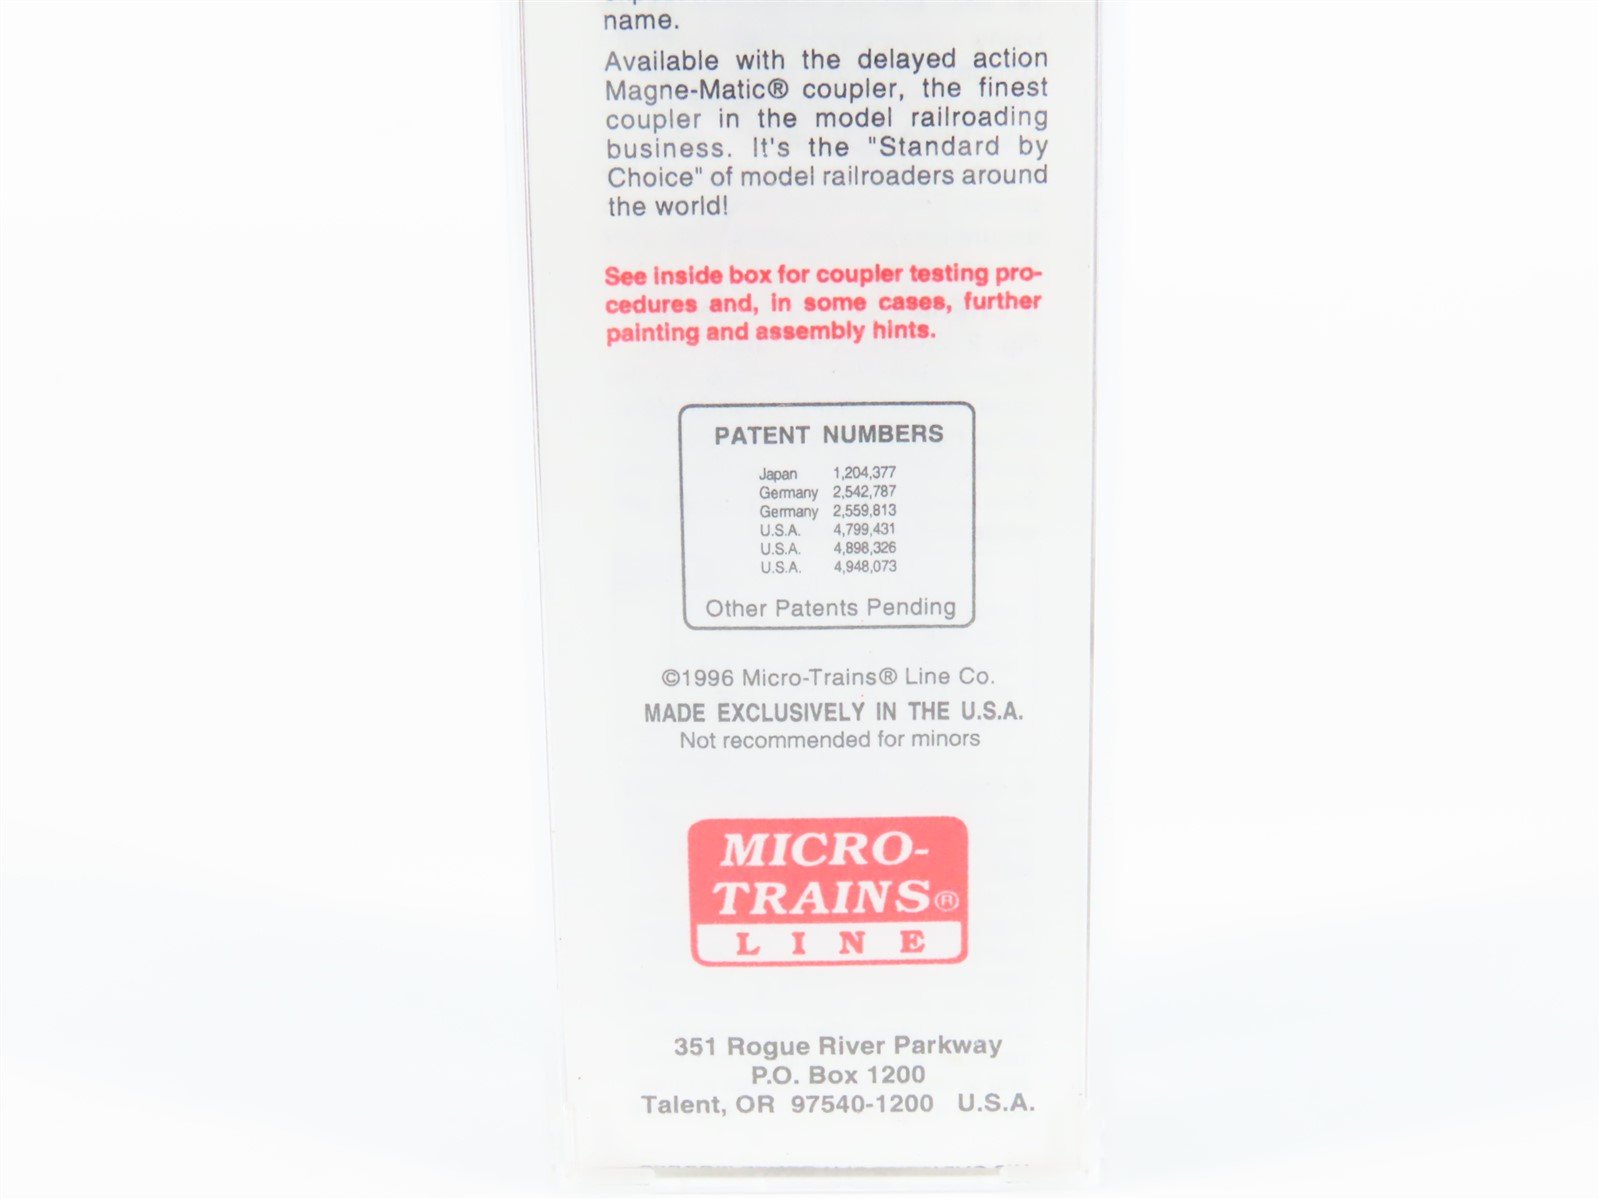 name.
Available with the delayed action
Magne-Matic® coupler, the finest
coupler in the model railroading
business. It's the "Standard by
Choice" of model railroaders around
the world!
See inside box for coupler testing pro-
cedures and, in some cases, further
painting and assembly hints.
PATENT NUMBERS
Japan 1,204,377
Germany 2,542,787
Germany 2,559,813
U.S.A. 4,799,431
U.S.A. 4,898,326
U.S.A. 4,948,073
Other Patents Pending
©1996 Micro-Trains® Line Co.
MADE EXCLUSIVELY IN THE U.S.A.
Not recommended for minors
MICRO-
TRAINS®
LINE
351 Rogue River Parkway
P.O. Box 1200
Talent, OR 97540-1200 U.S.A.